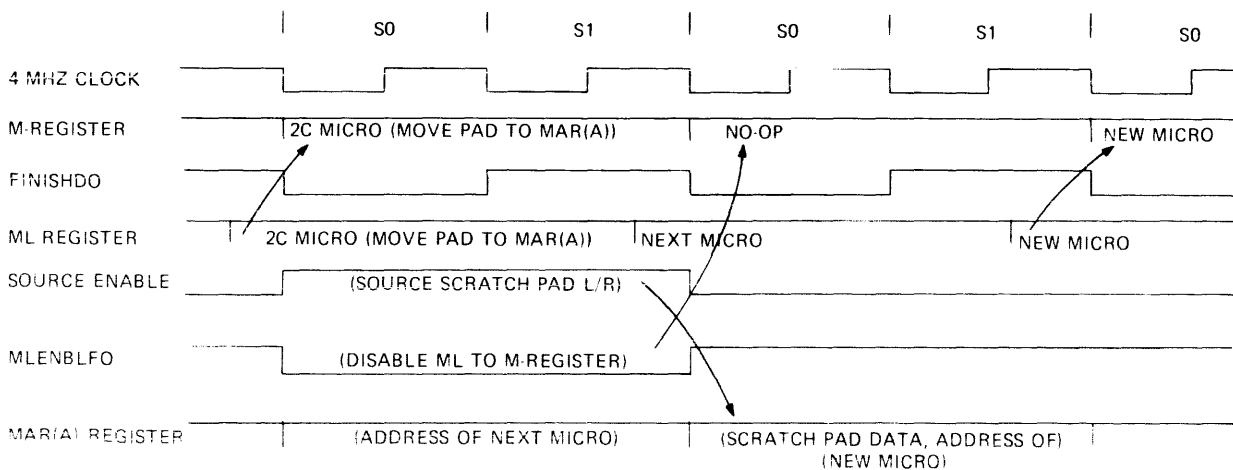 S0 S1 S0 S1 S0
4 MHZ CLOCK
M-REGISTER 2C MICRO (MOVE PAD TO MAR(A)) NO-OP NEW MICRO
FINISHDO
ML REGISTER 2C MICRO (MOVE PAD TO MAR(A)) NEXT MICRO NEW MICRO
SOURCE ENABLE (SOURCE SCRATCH PAD L/R)
MLENBLFO (DISABLE ML TO M-REGISTER)
MAR(A) REGISTER (ADDRESS OF NEXT MICRO) (SCRATCH PAD DATA, ADDRESS OF)
(NEW MICRO)